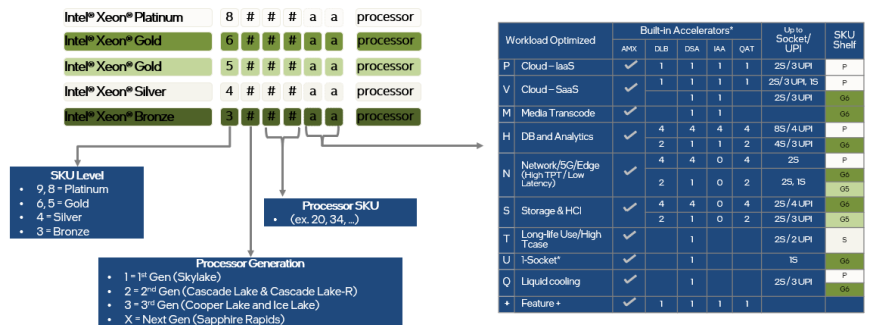 Intel® Xeon® Platinum 8 # # # a a processor
Intel® Xeon® Gold 6 # # # a a processor
Intel® Xeon® Gold 5 # # # a a processor
Intel® Xeon® Silver 4 # # # a a processor
Intel® Xeon® Bronze 3 # # # a a processor
SKU Level
• 9, 8 = Platinum
• 6, 5 = Gold
• 4 = Silver
• 3 = Bronze
Processor SKU
• (ex. 20, 34, ...)
Processor Generation
• 1 = 1st Gen (Skylake)
• 2 = 2nd Gen (Cascade Lake & Cascade Lake-R)
• 3 = 3rd Gen (Cooper Lake and Ice Lake)
• X = Next Gen (Sapphire Rapids)
Workload Optimized Built-in Accelerators* Up to Socket/ UPI SKU Shelf
AMX DLB DSA IAA QAT
P Cloud – IaaS ✓ 1 1 1 1 2S / 3 UPI P
V Cloud – SaaS ✓ 1 1 1 1 2S/ 3 UPI, 1S P
1 1 2S / 3 UPI G6
M Media Transcode ✓ 1 1 G6
H DB and Analytics ✓ 4 4 4 4 8S/ 4 UPI P
2 1 1 2 4S/ 3 UPI G6
N Network/5G/Edge (High TPT / Low Latency) ✓ 4 4 0 4 2S P
2 1 0 2 2S, 1S G6
G5
S Storage & HCI ✓ 4 4 0 4 2S / 4 UPI G6
2 1 0 2 2S / 3 UPI G5
T Long-life Use/High Tcase ✓ 1 2S / 2 UPI S
U 1-Socket* ✓ 1 1S G6
Q Liquid cooling ✓ 1 2S / 3 UPI P
G6
+ Feature + ✓ 1 1 1 1